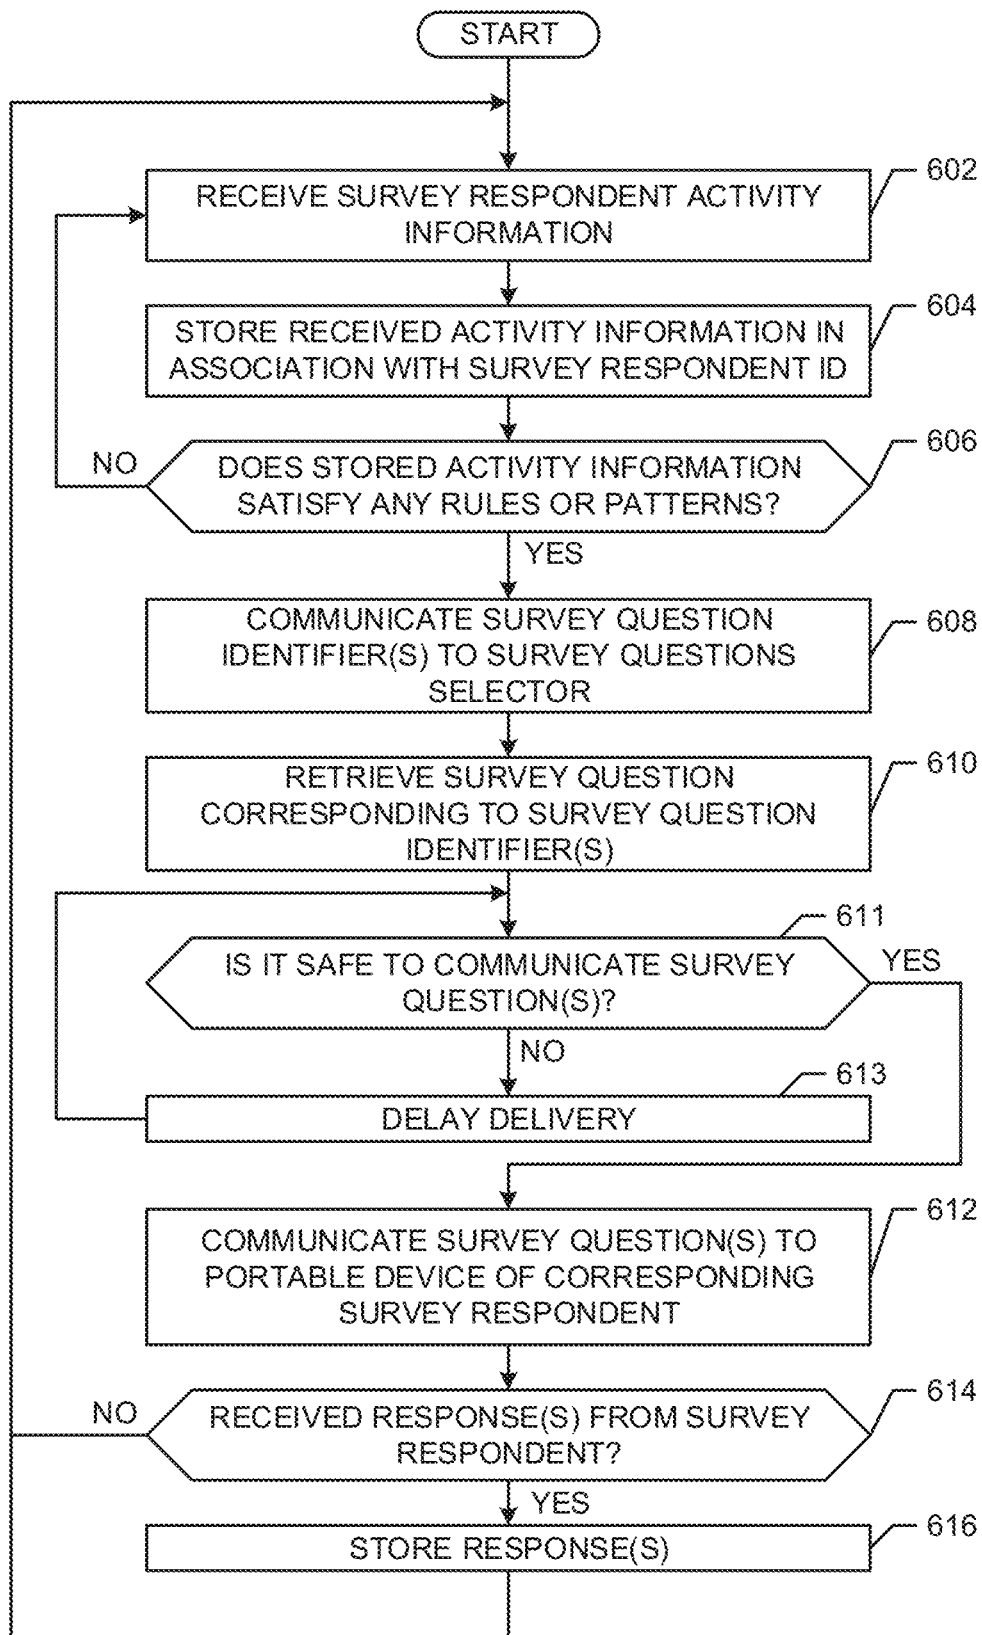 START
602
RECEIVE SURVEY RESPONDENT ACTIVITY
INFORMATION
604
STORE RECEIVED ACTIVITY INFORMATION IN
ASSOCIATION WITH SURVEY RESPONDENT ID
606
NO
DOES STORED ACTIVITY INFORMATION
SATISFY ANY RULES OR PATTERNS?
YES
608
COMMUNICATE SURVEY QUESTION
IDENTIFIER(S) TO SURVEY QUESTIONS
SELECTOR
610
RETRIEVE SURVEY QUESTION
CORRESPONDING TO SURVEY QUESTION
IDENTIFIER(S)
611
IS IT SAFE TO COMMUNICATE SURVEY
QUESTION(S)?
YES
NO
613
DELAY DELIVERY
612
COMMUNICATE SURVEY QUESTION(S) TO
PORTABLE DEVICE OF CORRESPONDING
SURVEY RESPONDENT
614
NO
RECEIVED RESPONSE(S) FROM SURVEY
RESPONDENT?
YES
616
STORE RESPONSE(S)